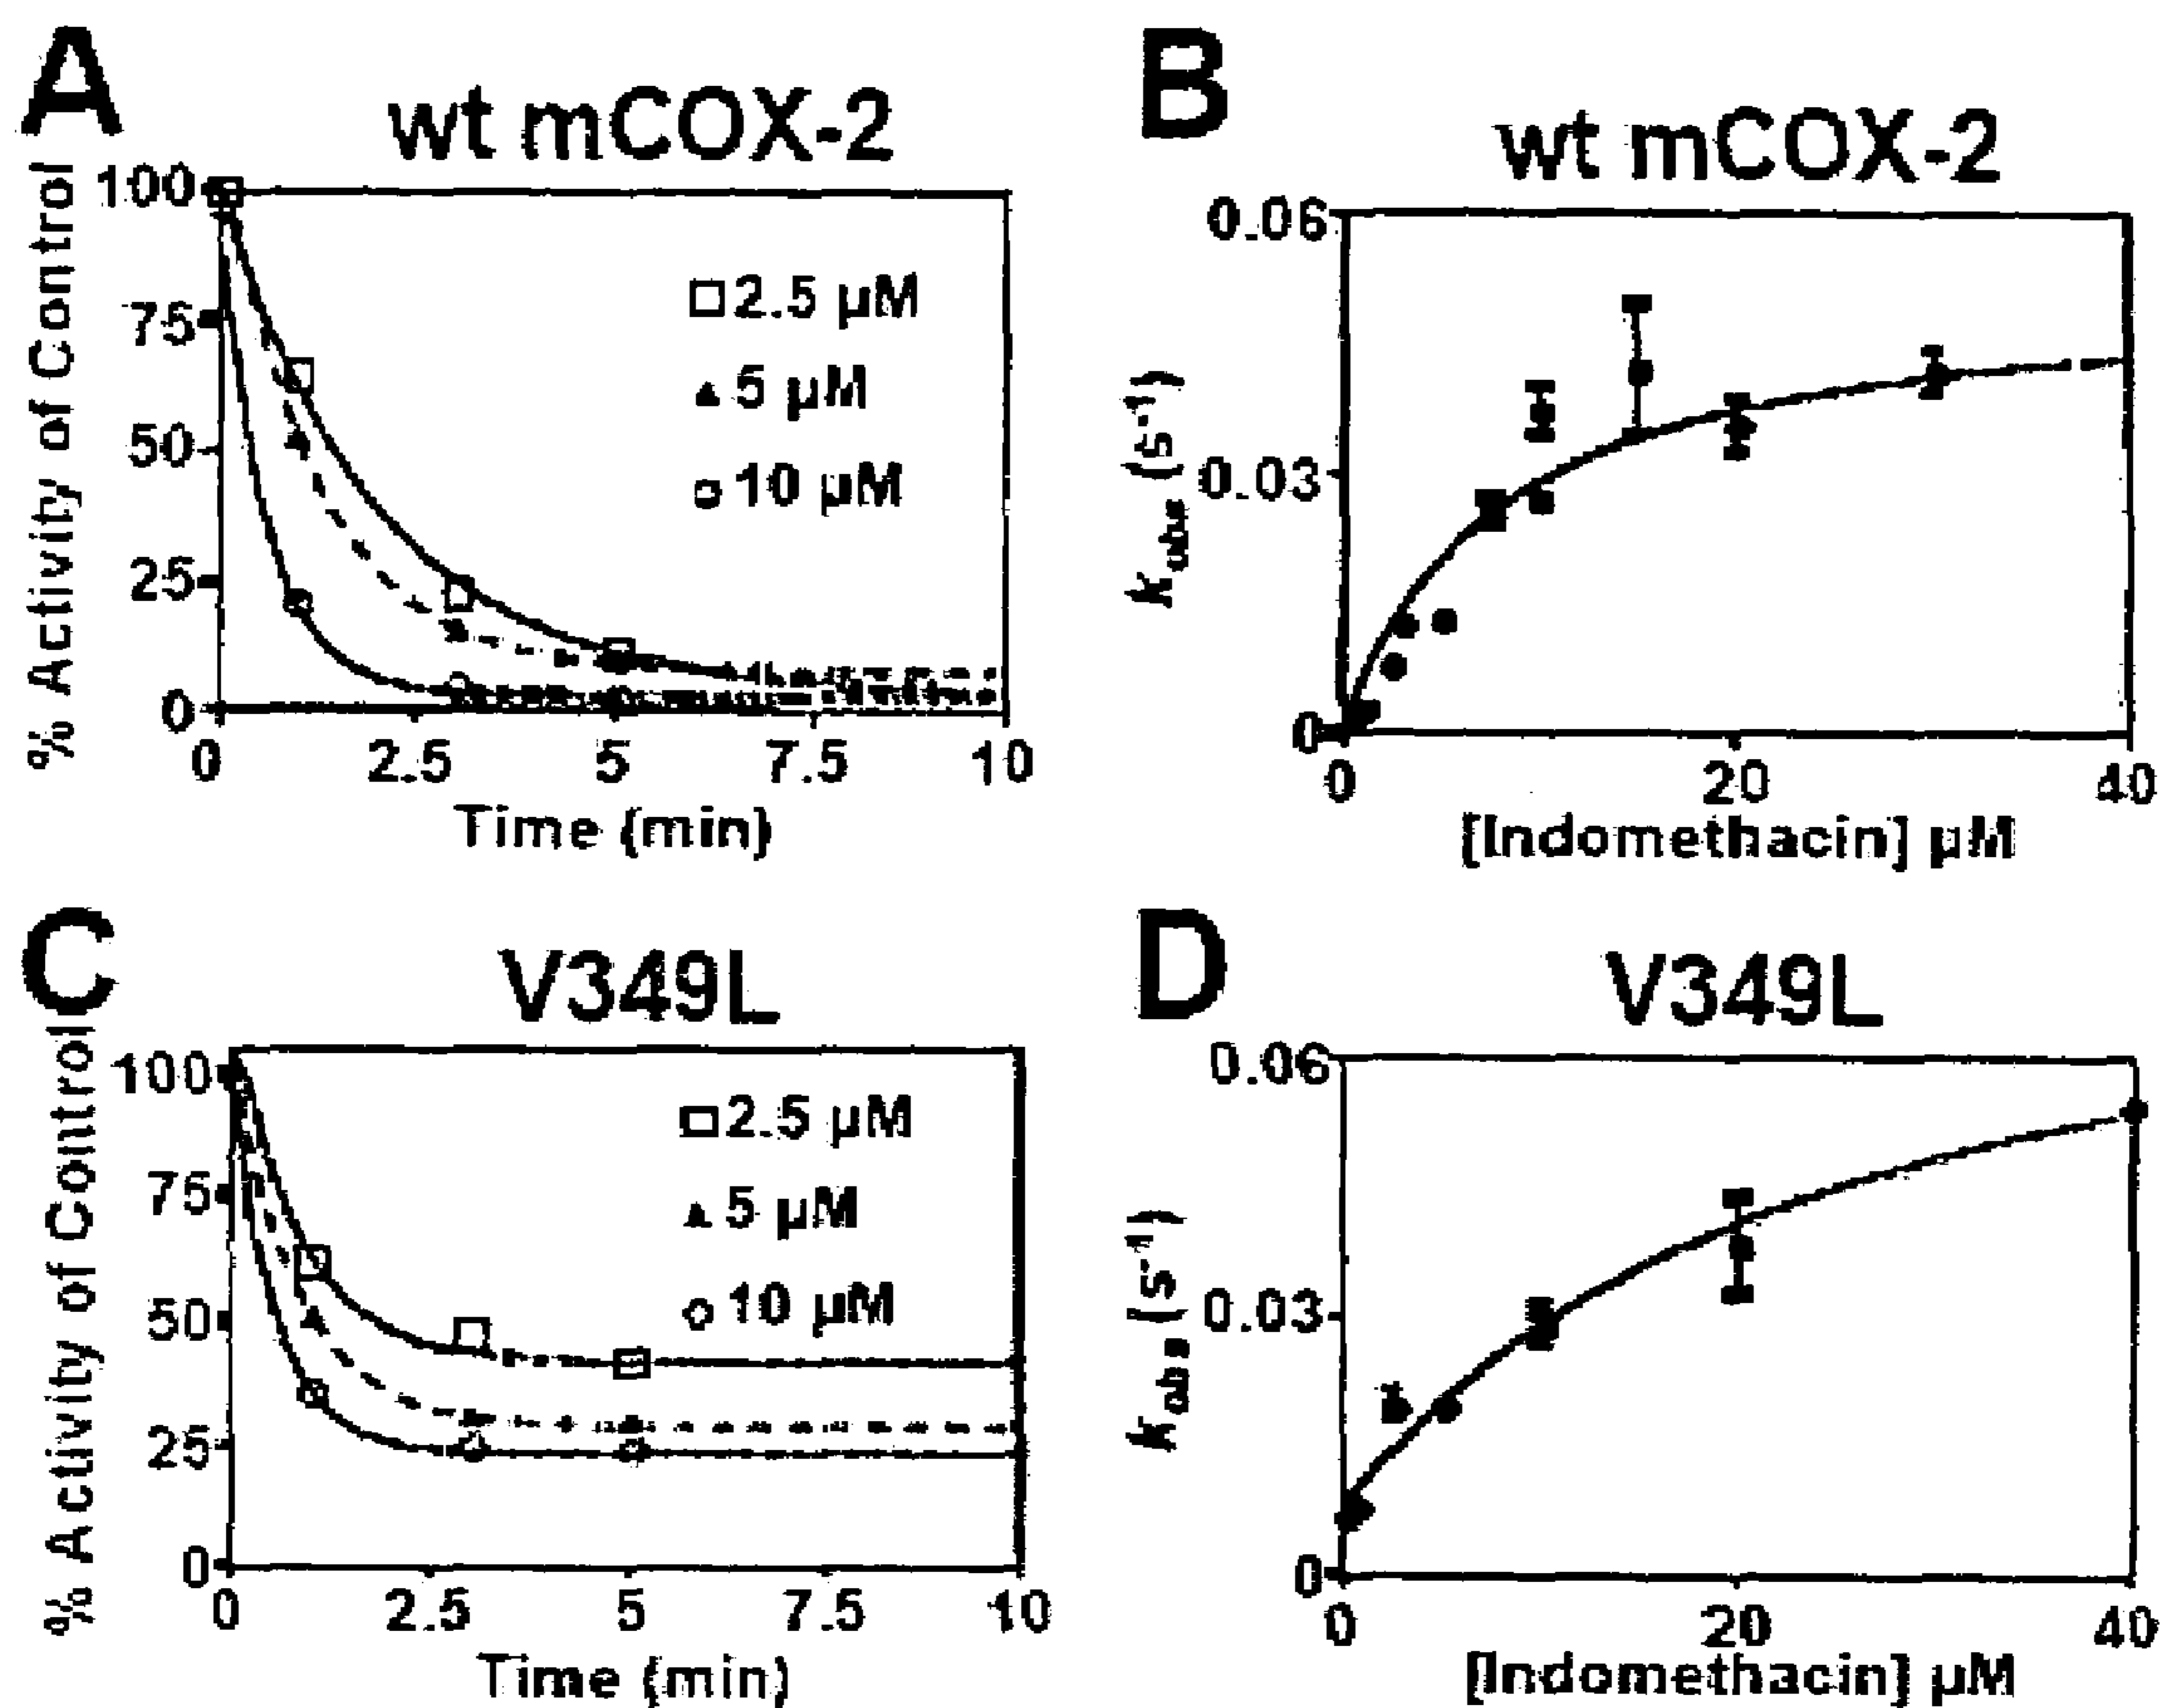 A
wt mCOX-2
% Activity of Control
100
75
50
25
0
□ 2.5 µM
▲ 5 µM
○ 10 µM
0 2.5 5 7.5 10
Time (min)
B
wt mCOX-2
k_obs (s⁻¹)
0.06
0.03
0
0 20 40
[Indomethacin] µM
C
V349L
% Activity of Control
100
75
50
25
0
□ 2.5 µM
▲ 5 µM
○ 10 µM
0 2.5 5 7.5 10
Time (min)
D
V349L
k_obs (s⁻¹)
0.06
0.03
0
0 20 40
[Indomethacin] µM